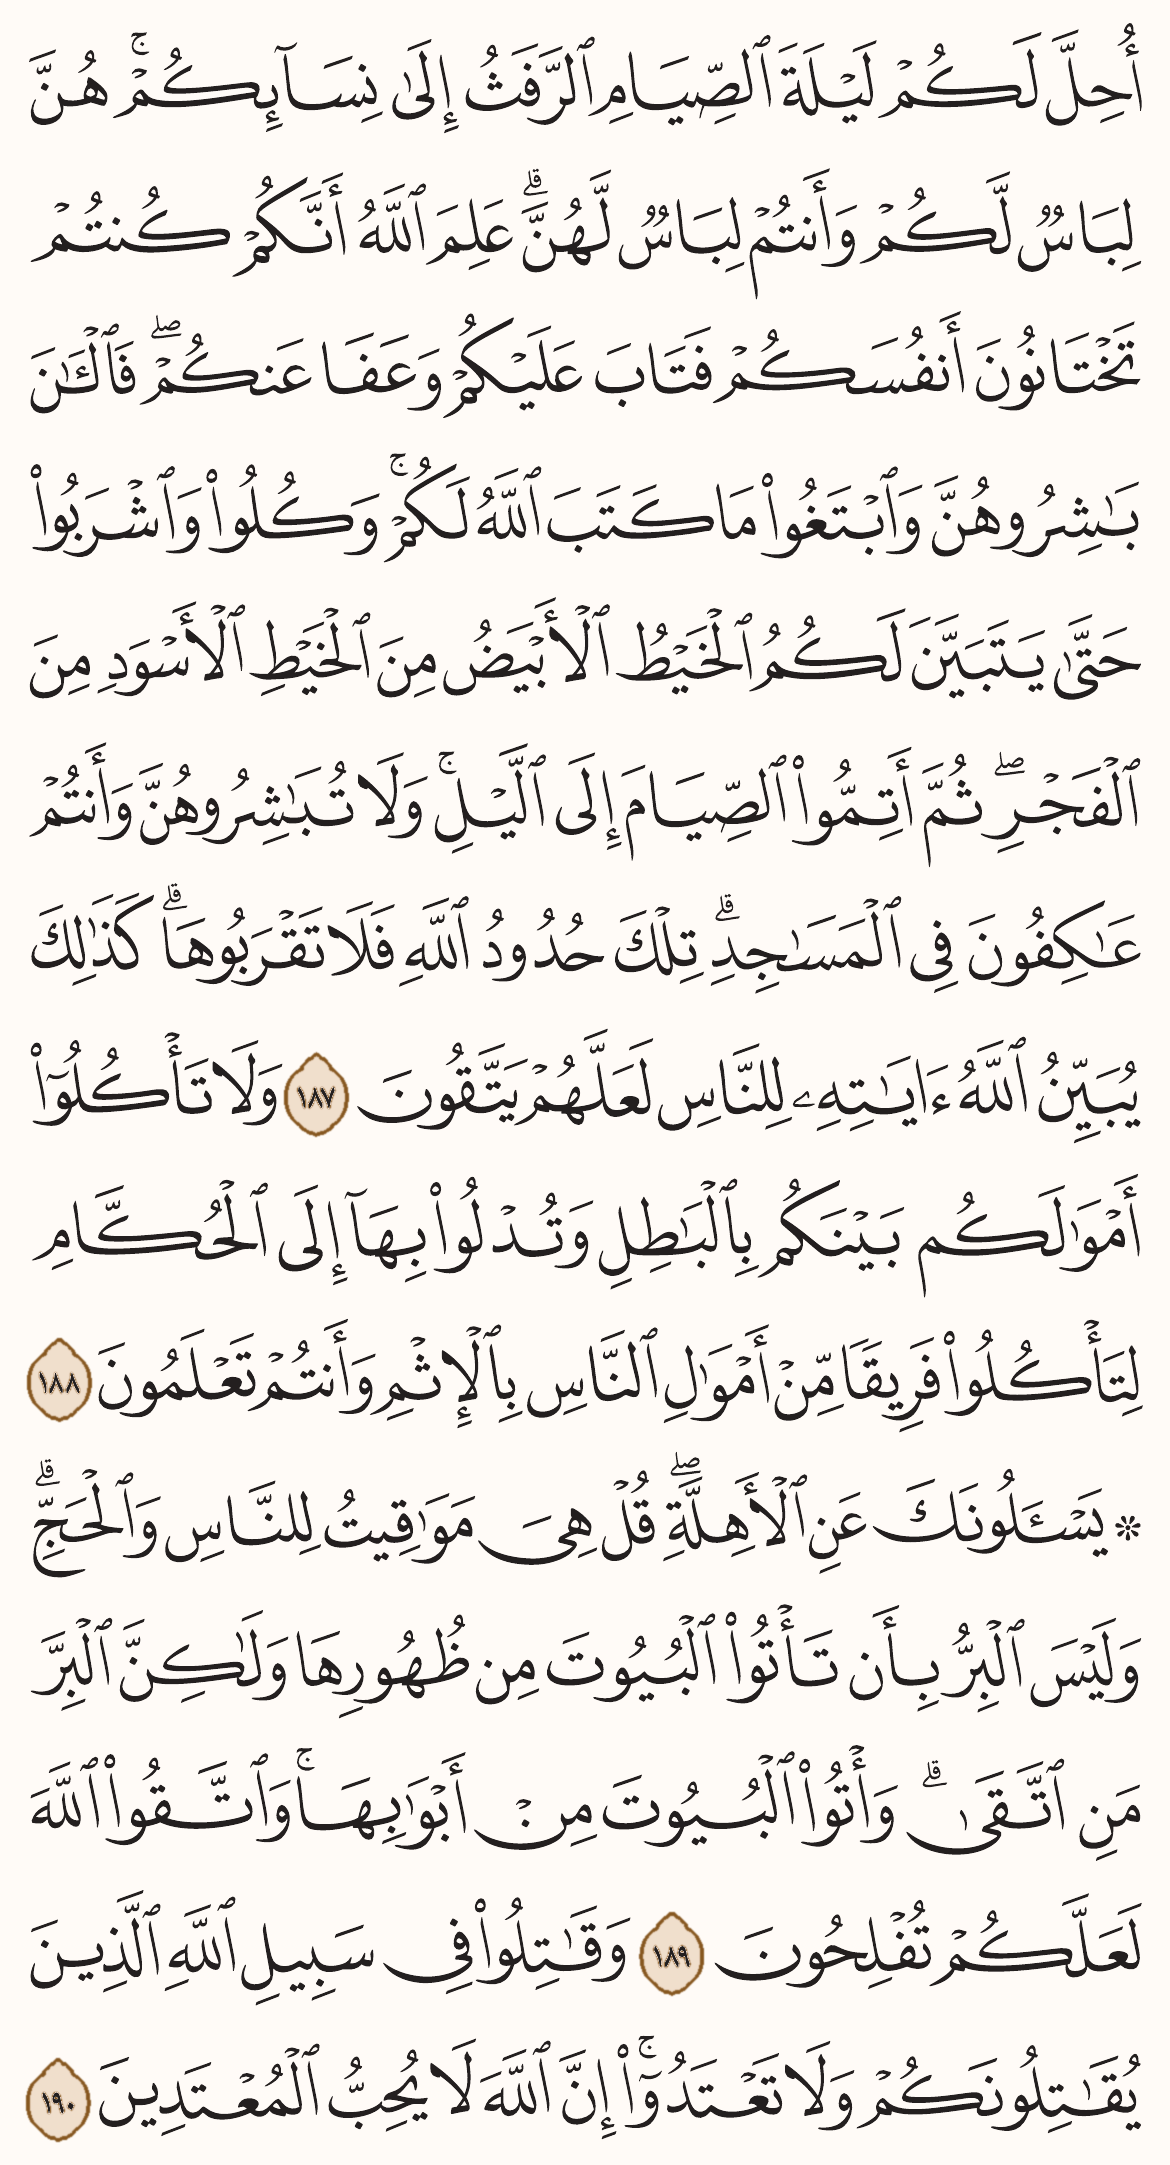 أُحِلَّ لَكُمۡ لَيۡلَةَ ٱلصِّيَامِ ٱلرَّفَثُ إِلَىٰ نِسَآئِكُمۡۚ هُنَّ
لِبَاسٞ لَّكُمۡ وَأَنتُمۡ لِبَاسٞ لَّهُنَّۗ عَلِمَ ٱللَّهُ أَنَّكُمۡ كُنتُمۡ
تَخۡتَانُونَ أَنفُسَكُمۡ فَتَابَ عَلَيۡكُمۡ وَعَفَا عَنكُمۡۖ فَٱلۡـَٰٔنَ
بَٰشِرُوهُنَّ وَٱبۡتَغُواْ مَا كَتَبَ ٱللَّهُ لَكُمۡۚ وَكُلُواْ وَٱشۡرَبُواْ
حَتَّىٰ يَتَبَيَّنَ لَكُمُ ٱلۡخَيۡطُ ٱلۡأَبۡيَضُ مِنَ ٱلۡخَيۡطِ ٱلۡأَسۡوَدِ مِنَ
ٱلۡفَجۡرِۖ ثُمَّ أَتِمُّواْ ٱلصِّيَامَ إِلَى ٱلَّيۡلِۚ وَلَا تُبَٰشِرُوهُنَّ وَأَنتُمۡ
عَٰكِفُونَ فِي ٱلۡمَسَٰجِدِۗ تِلۡكَ حُدُودُ ٱللَّهِ فَلَا تَقۡرَبُوهَاۗ كَذَٰلِكَ
يُبَيِّنُ ٱللَّهُ ءَايَٰتِهِۦ لِلنَّاسِ لَعَلَّهُمۡ يَتَّقُونَ ١٨٧ وَلَا تَأۡكُلُوٓاْ
أَمۡوَٰلَكُم بَيۡنَكُم بِٱلۡبَٰطِلِ وَتُدۡلُواْ بِهَآ إِلَى ٱلۡحُكَّامِ
لِتَأۡكُلُواْ فَرِيقٗا مِّنۡ أَمۡوَٰلِ ٱلنَّاسِ بِٱلۡإِثۡمِ وَأَنتُمۡ تَعۡلَمُونَ ١٨٨
۞ يَسۡـَٔلُونَكَ عَنِ ٱلۡأَهِلَّةِۖ قُلۡ هِيَ مَوَٰقِيتُ لِلنَّاسِ وَٱلۡحَجِّۗ
وَلَيۡسَ ٱلۡبِرُّ بِأَن تَأۡتُواْ ٱلۡبُيُوتَ مِن ظُهُورِهَا وَلَٰكِنَّ ٱلۡبِرَّ
مَنِ ٱتَّقَىٰۗ وَأۡتُواْ ٱلۡبُيُوتَ مِنۡ أَبۡوَٰبِهَاۚ وَٱتَّقُواْ ٱللَّهَ
لَعَلَّكُمۡ تُفۡلِحُونَ ١٨٩ وَقَٰتِلُواْ فِي سَبِيلِ ٱللَّهِ ٱلَّذِينَ
يُقَٰتِلُونَكُمۡ وَلَا تَعۡتَدُوٓاْۚ إِنَّ ٱللَّهَ لَا يُحِبُّ ٱلۡمُعۡتَدِينَ ١٩٠